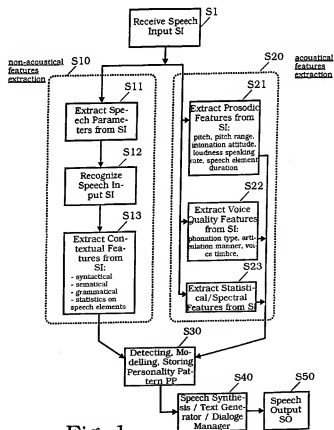 S1
Receive Speech
Input SI
S10
non-acoustical
features
extraction
S20
acoustical
features
extraction
S11
Extract Spe-
ech Parame-
ters from SI
S12
Recognize
Speech In-
put SI
S13
Extract Con-
textual Fea-
tures from
SI:
- syntactical
- sematical
- grammatical
- statistics on
speech elements
S21
Extract Prosodic
Features from
SI:
pitch, pitch range,
intonation attitude,
loudness speaking
rate, speech element
duration
S22
Extract Voice
Quality Features
from SI:
phonation type, arti-
culation manner, voi-
ce timbre,
S23
Extract Statisti-
cal/Spectral
Features from SI
S30
Detecting, Mo-
delling, Storing
Personality Pat-
tern PP
S40
Speech Synthe-
sis / Text Gene-
rator / Dialoge
Manager
S50
Speech
Output
SO
Fig. 1